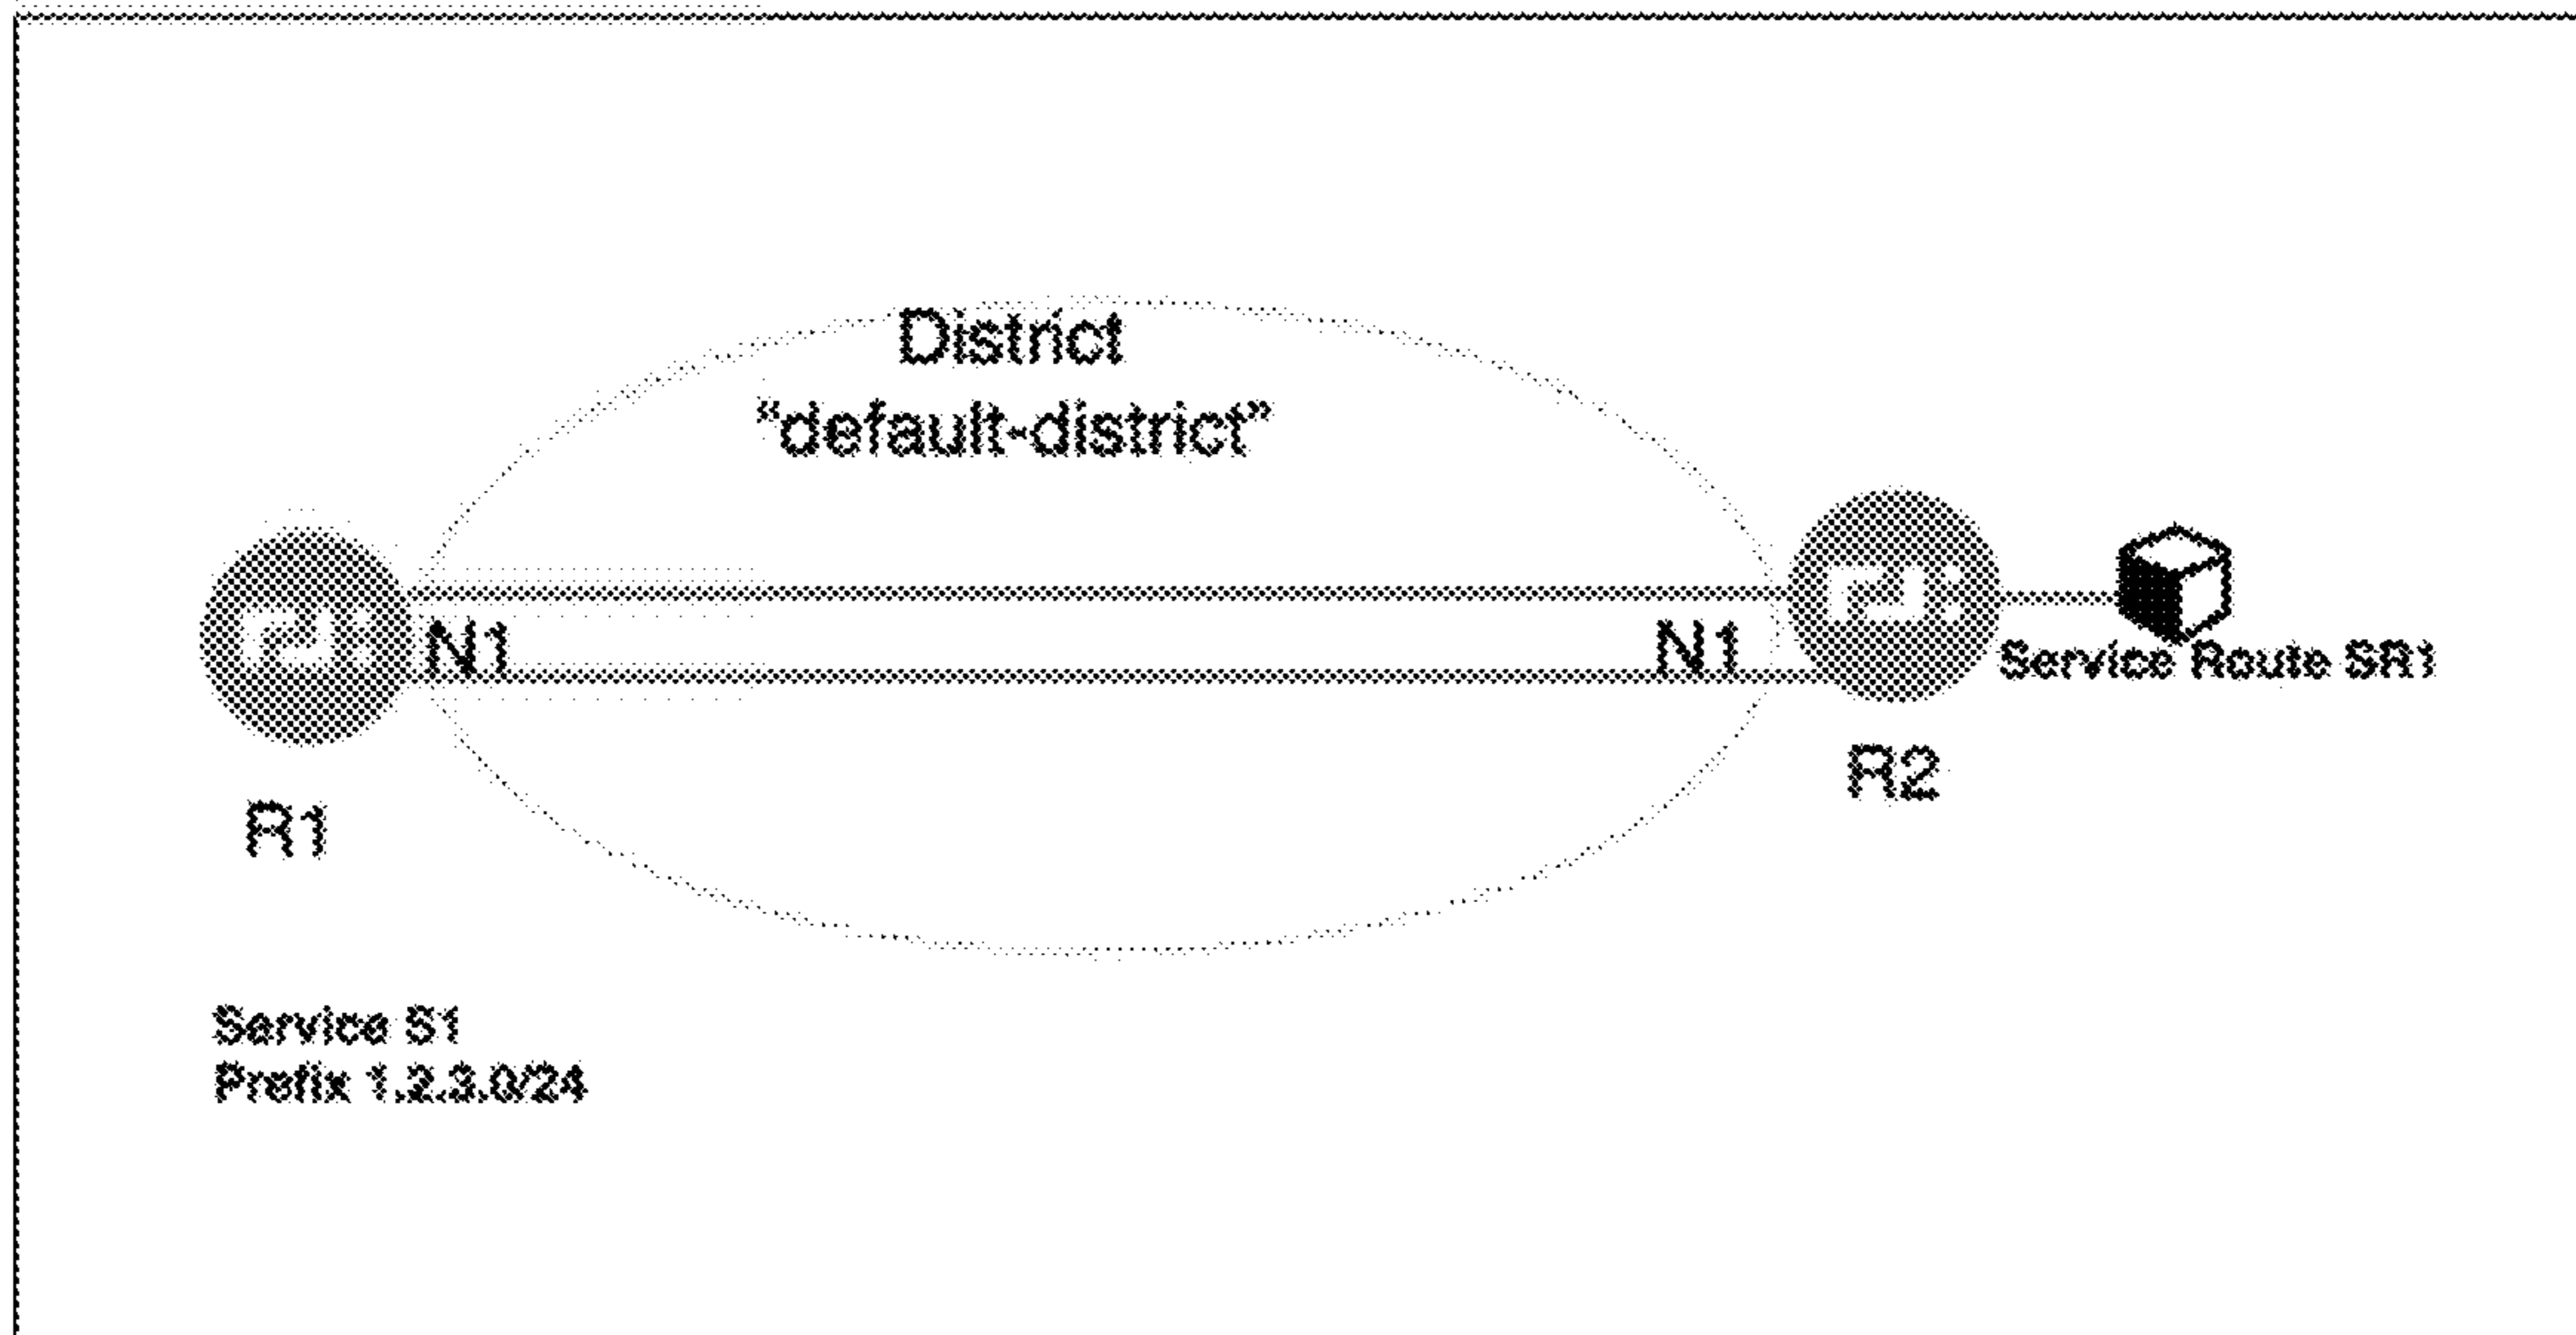 District
“default-district”
N1
N1
Service Route SR1
R2
R1
Service S1
Prefix 1.2.3.0/24